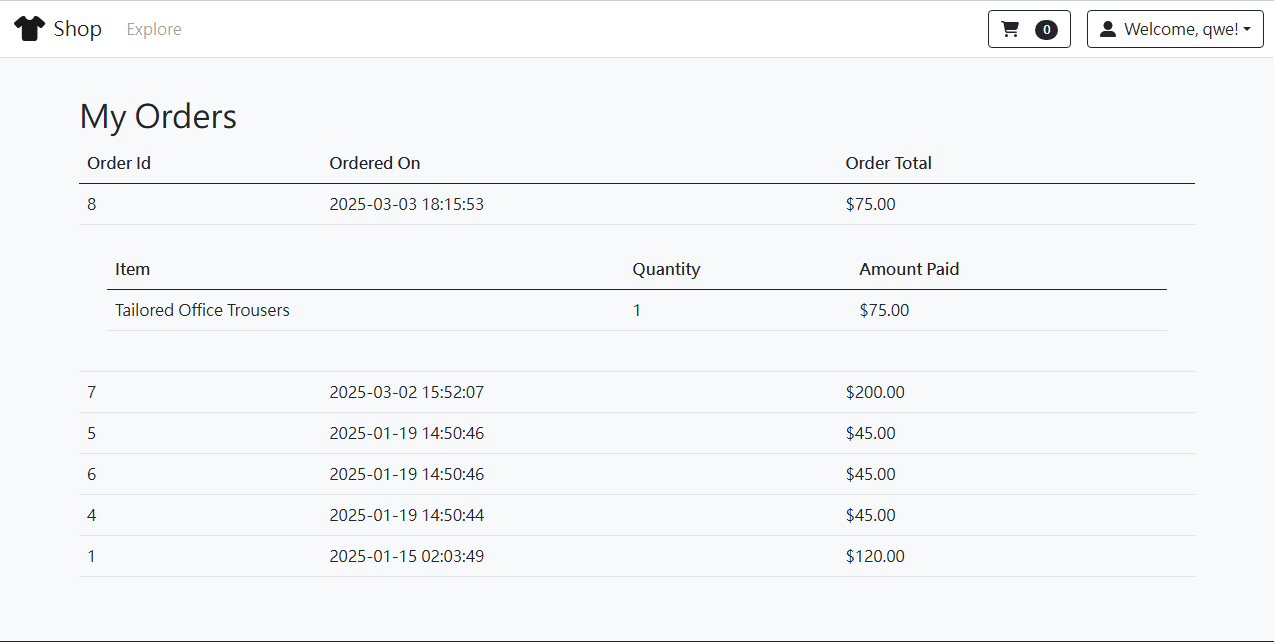 Shop Explore 0 Welcome, qwe!
My Orders
Order Id Ordered On Order Total
8 2025-03-03 18:15:53 $75.00
Item Quantity Amount Paid
Tailored Office Trousers 1 $75.00
7 2025-03-02 15:52:07 $200.00
5 2025-01-19 14:50:46 $45.00
6 2025-01-19 14:50:46 $45.00
4 2025-01-19 14:50:44 $45.00
1 2025-01-15 02:03:49 $120.00